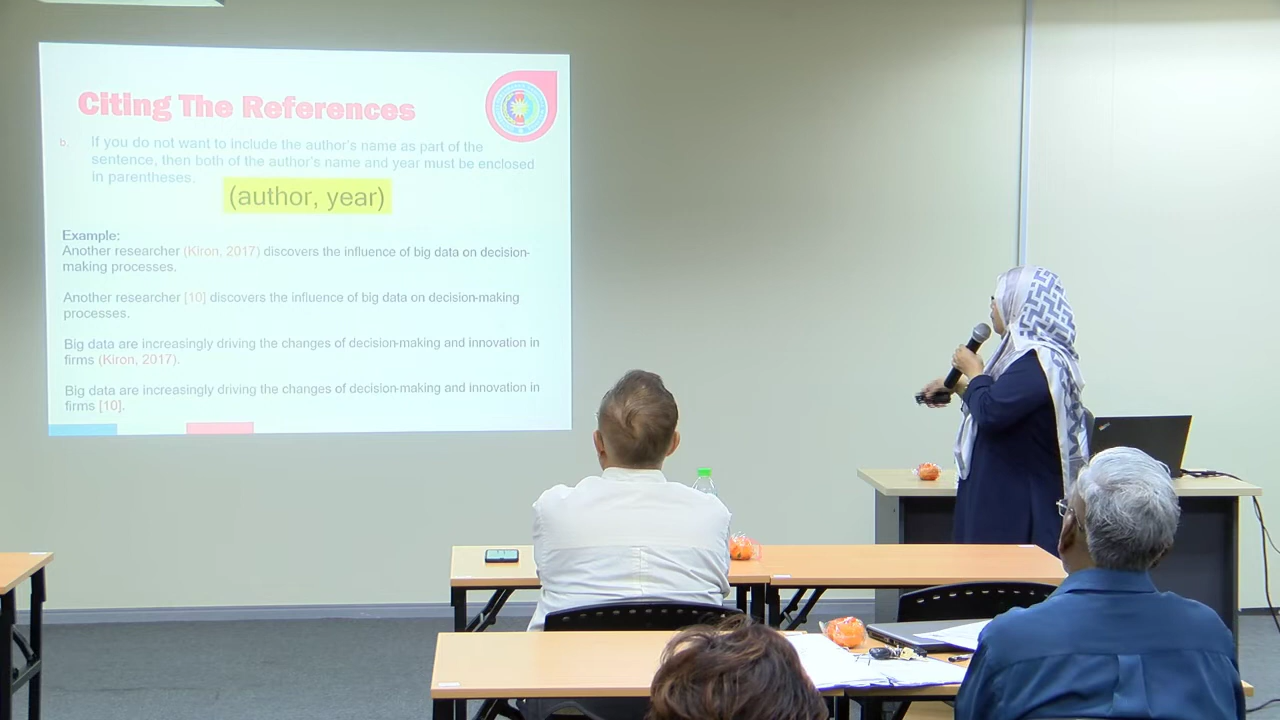 Citing The References
b. If you do not want to include the author's name as part of the
sentence, then both of the author's name and year must be enclosed
in parentheses.
(author, year)
Example:
Another researcher (Kiron, 2017) discovers the influence of big data on decision-
making processes.
Another researcher [10] discovers the influence of big data on decision-making
processes.
Big data are increasingly driving the changes of decision-making and innovation in
firms (Kiron, 2017).
Big data are increasingly driving the changes of decision-making and innovation in
firms [10].